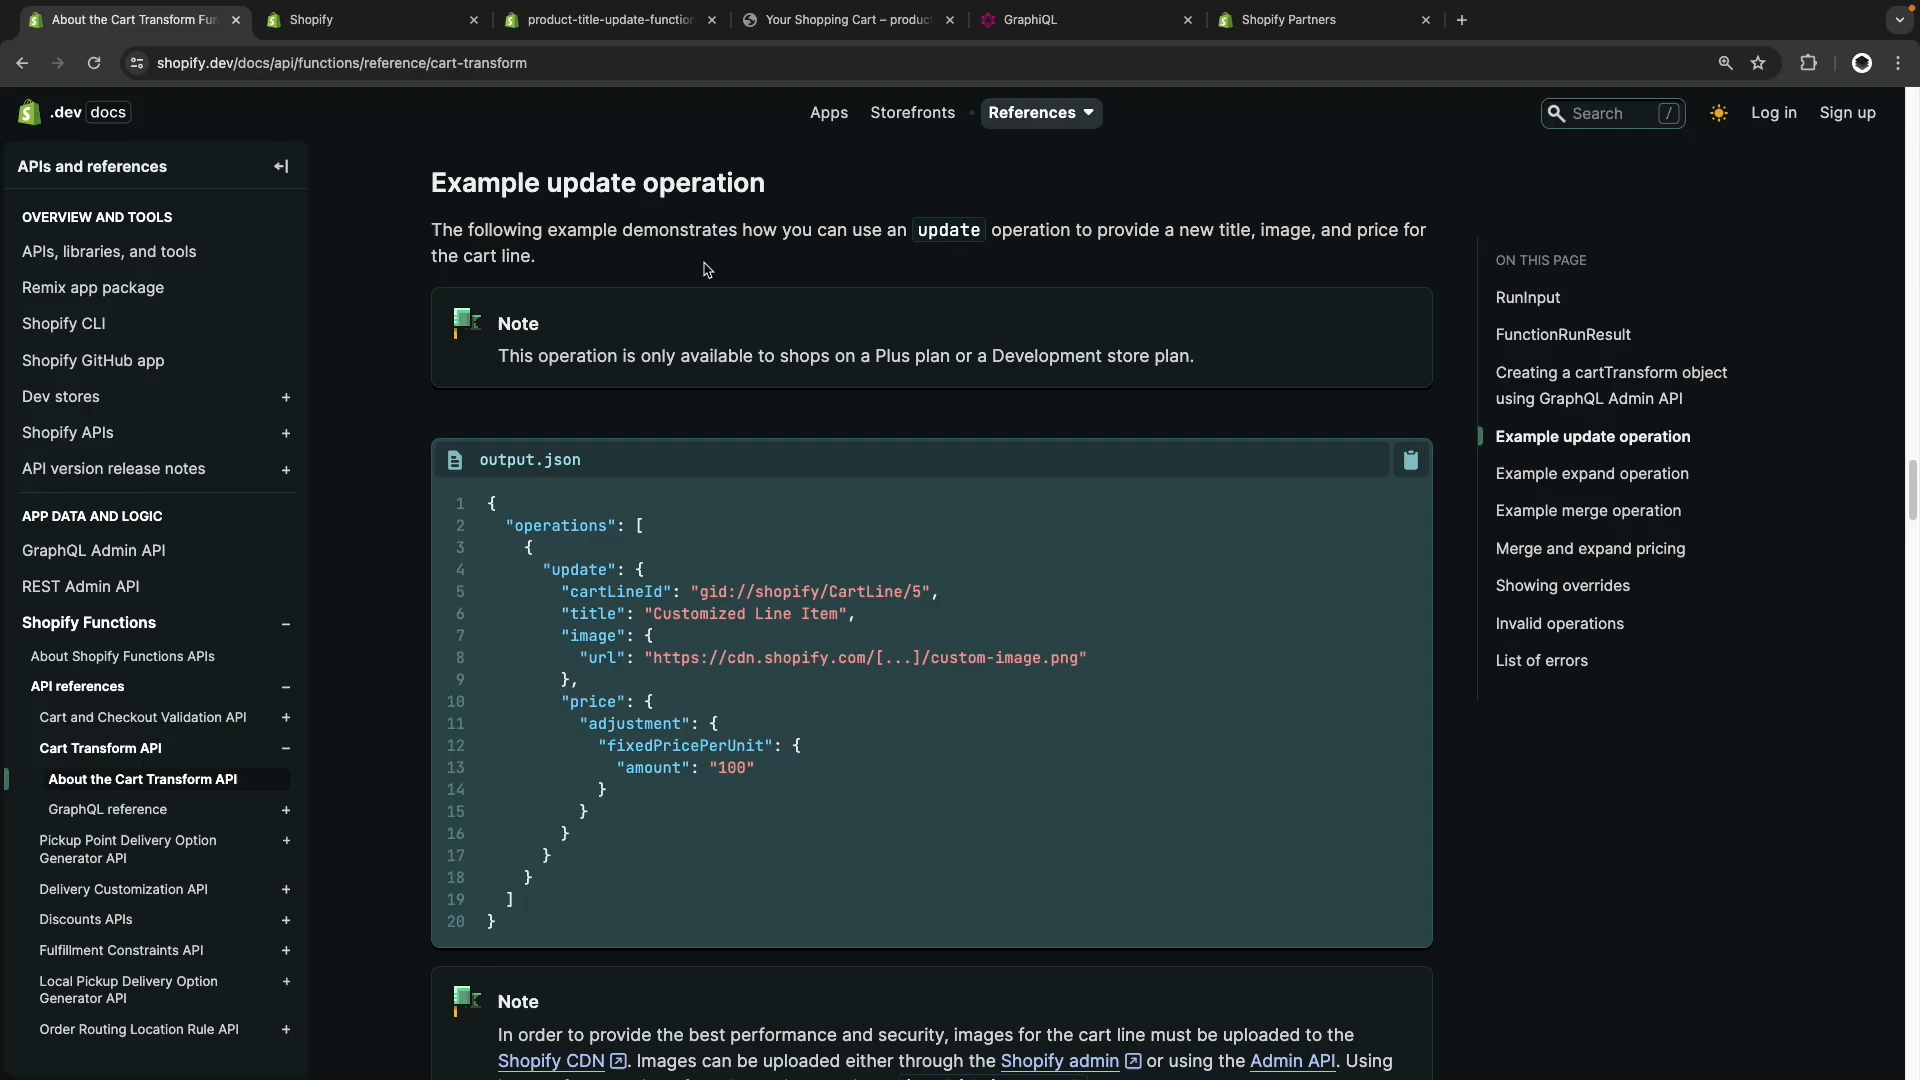 About the Cart Transform Fun
Shopify
product-title-update-function
Your Shopping Cart – produc
GraphiQL
Shopify Partners
shopify.dev/docs/api/functions/reference/cart-transform
.dev docs
Apps
Storefronts
References
Search /
Log in
Sign up
APIs and references
OVERVIEW AND TOOLS
APIs, libraries, and tools
Remix app package
Shopify CLI
Shopify GitHub app
Dev stores +
Shopify APIs +
API version release notes +
APP DATA AND LOGIC
GraphQL Admin API
REST Admin API
Shopify Functions −
About Shopify Functions APIs
API references −
Cart and Checkout Validation API +
Cart Transform API −
About the Cart Transform API
GraphQL reference +
Pickup Point Delivery Option +
Generator API
Delivery Customization API +
Discounts APIs +
Fulfillment Constraints API +
Local Pickup Delivery Option +
Generator API
Order Routing Location Rule API +
Example update operation
The following example demonstrates how you can use an update operation to provide a new title, image, and price for
the cart line.
Note
This operation is only available to shops on a Plus plan or a Development store plan.
output.json
1 {
2 "operations": [
3 {
4 "update": {
5 "cartLineId": "gid://shopify/CartLine/5",
6 "title": "Customized Line Item",
7 "image": {
8 "url": "https://cdn.shopify.com/[...]/custom-image.png"
9 },
10 "price": {
11 "adjustment": {
12 "fixedPricePerUnit": {
13 "amount": "100"
14 }
15 }
16 }
17 }
18 }
19 ]
20 }
Note
In order to provide the best performance and security, images for the cart line must be uploaded to the
Shopify CDN. Images can be uploaded either through the Shopify admin or using the Admin API. Using
ON THIS PAGE
RunInput
FunctionRunResult
Creating a cartTransform object
using GraphQL Admin API
Example update operation
Example expand operation
Example merge operation
Merge and expand pricing
Showing overrides
Invalid operations
List of errors